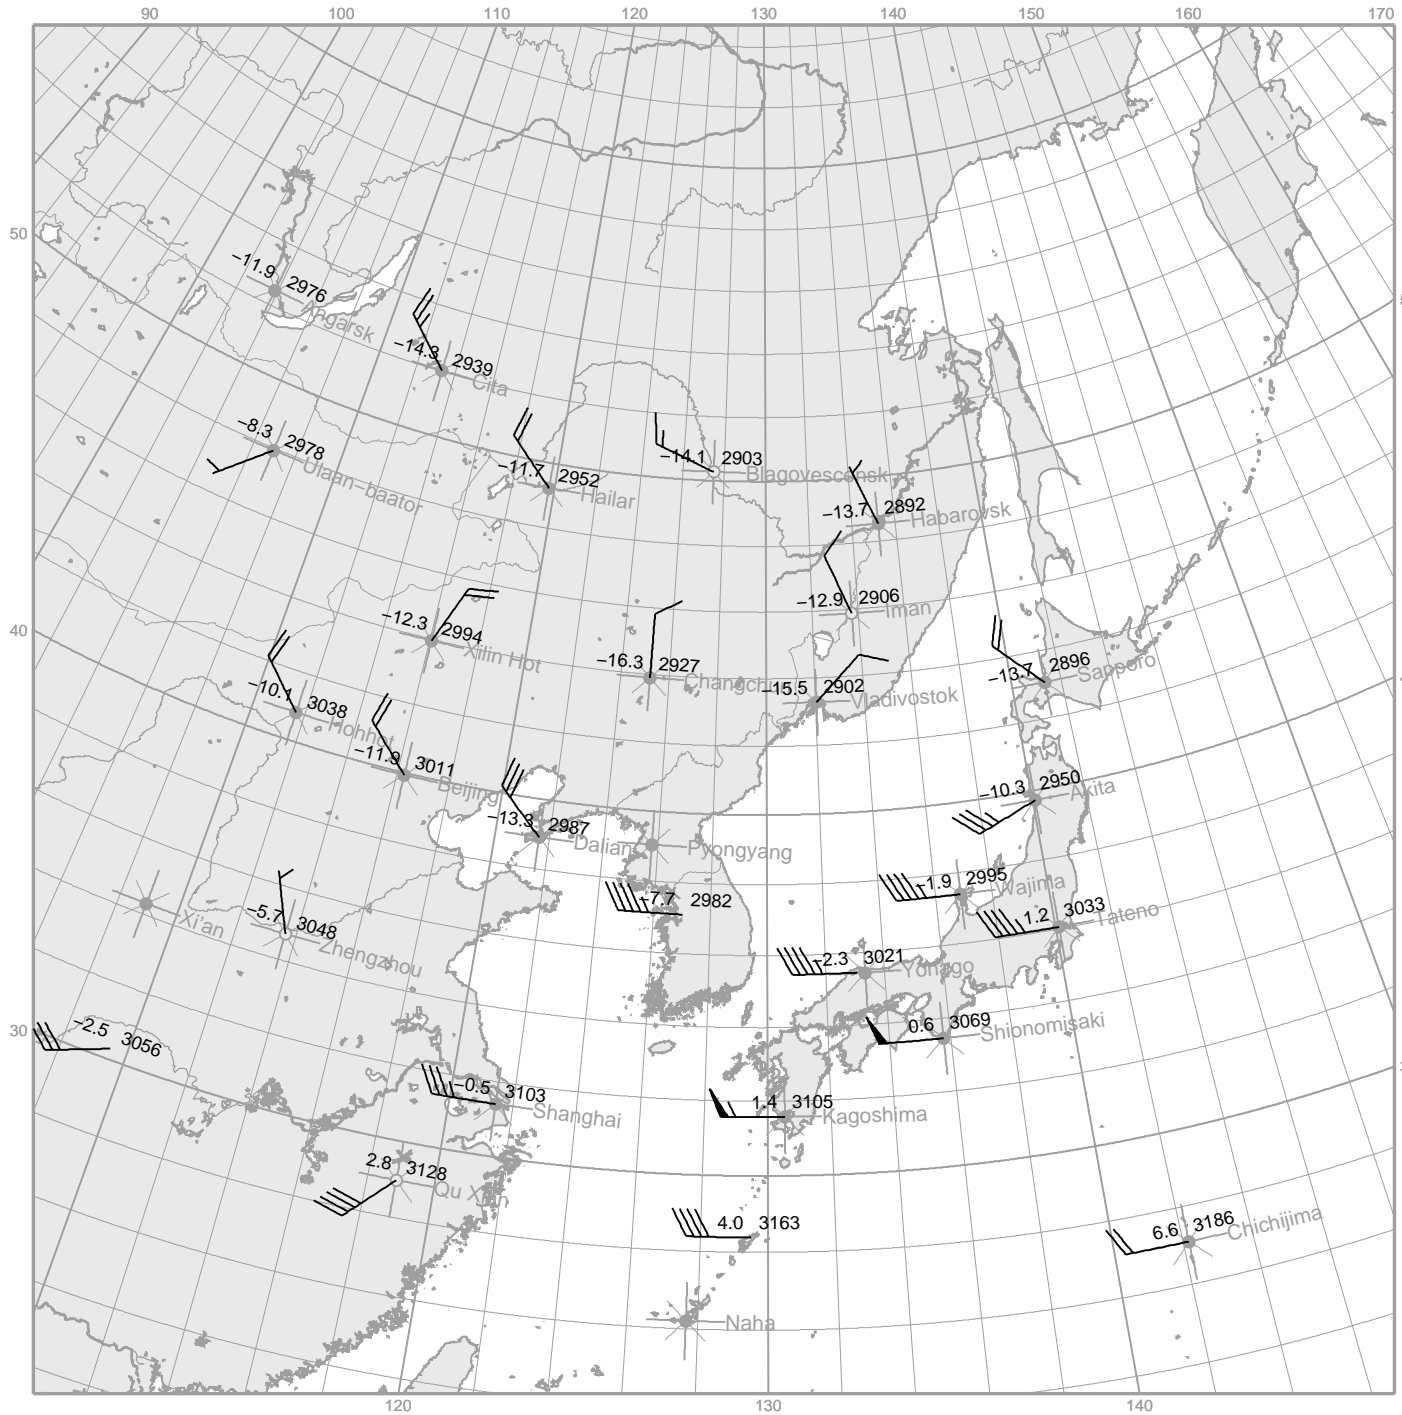 90 100 110 120 130 140 150 160 170
50
−11.9 2976
Angarsk
−14.3 2939
Cita
−8.3 2978
Ulaan−baator
−11.7 2952
Hailar
−14.1 2903
Blagovescensk
−13.7 2892
Habarovsk
−12.9 2906
Iman
40
−12.3 2994
Xilin Hot
−16.3 2927
Changchun
−15.5 2902
Vladivostok
−13.7 2896
Sapporo
−10.1 3038
Hohhot
−11.9 3011
Beijing
−13.3 2987
Dalian
Pyongyang
−10.3 2950
Akita
−7.7 2982
−1.9 2995
Wajima
1.2 3033
Tateno
Xi'an
−5.7 3048
Zhengzhou
−2.3 3021
Yonago
30
−2.5 3056
0.6 3069
Shionomisaki
−0.5 3103
Shanghai
1.4 3105
Kagoshima
2.8 3128
Qu Xian
4.0 3163
6.6 3186
Chichijima
Naha
120 130 140